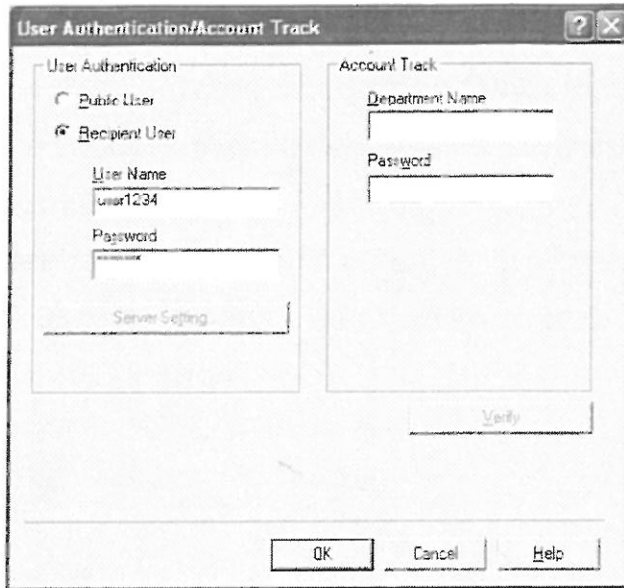 User Authentication/Account Track
User Authentication
Public User
Recipient User
User Name
user1234
Password
Server Setting...
Account Track
Department Name
Password
Verify
OK
Cancel
Help